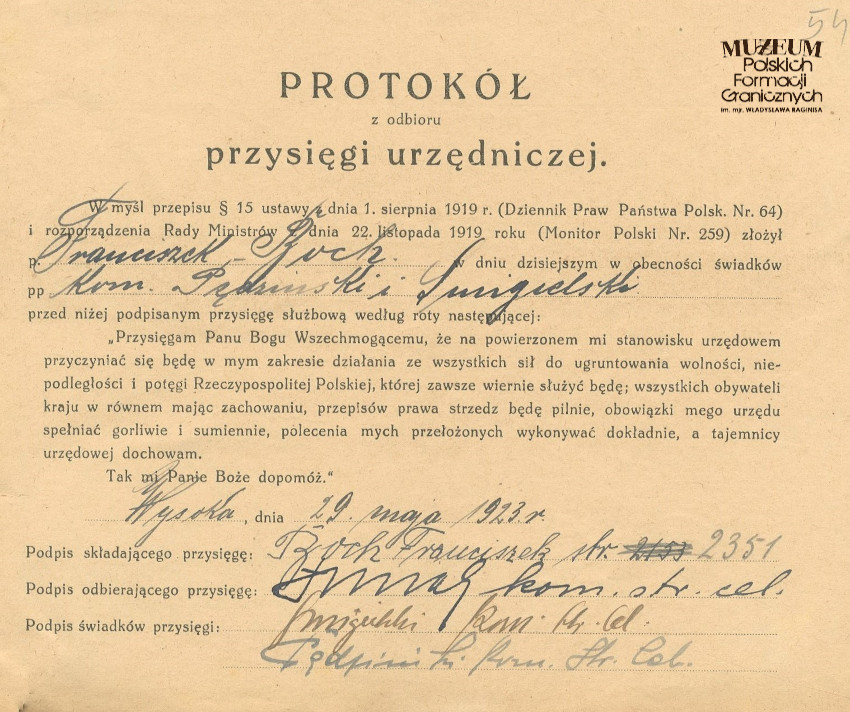 54
MUZEUM
Polskich
Formacji
Granicznych
im. mjr. WŁADYSŁAWA RAGINISA
PROTOKÓŁ
z odbioru
przysięgi urzędniczej.
W myśl przepisu § 15 ustawy z dnia 1. sierpnia 1919 r. (Dziennik Praw Państwa Polsk. Nr. 64)
i rozporządzenia Rady Ministrów z dnia 22. listopada 1919 roku (Monitor Polski Nr. 259) złożył
p. Franciszek Roch. w dniu dzisiejszym w obecności świadków
pp Kom. i Smigielski
przed niżej podpisanym przysięgę służbową według roty następującej:
„Przysięgam Panu Bogu Wszechmogącemu, że na powierzonem mi stanowisku urzędowem
przyczyniać się będę w mym zakresie działania ze wszystkich sił do ugruntowania wolności, nie-
podległości i potęgi Rzeczypospolitej Polskiej, której zawsze wiernie służyć będę; wszystkich obywateli
kraju w równem mając zachowaniu, przepisów prawa strzedz będę pilnie, obowiązki mego urzędu
spełniać gorliwie i sumiennie, polecenia mych przełożonych wykonywać dokładnie, a tajemnicy
urzędowej dochowam.
Tak mi Panie Boże dopomóż."
Wysoka, dnia 29. maja 1923 r.
Podpis składającego przysięgę: Roch Franciszek str. 2351
Podpis odbierającego przysięgę: kom. str. cel.
Podpis świadków przysięgi: Smigielski Kom. Str. Cel.
Kom. Str. Cel.